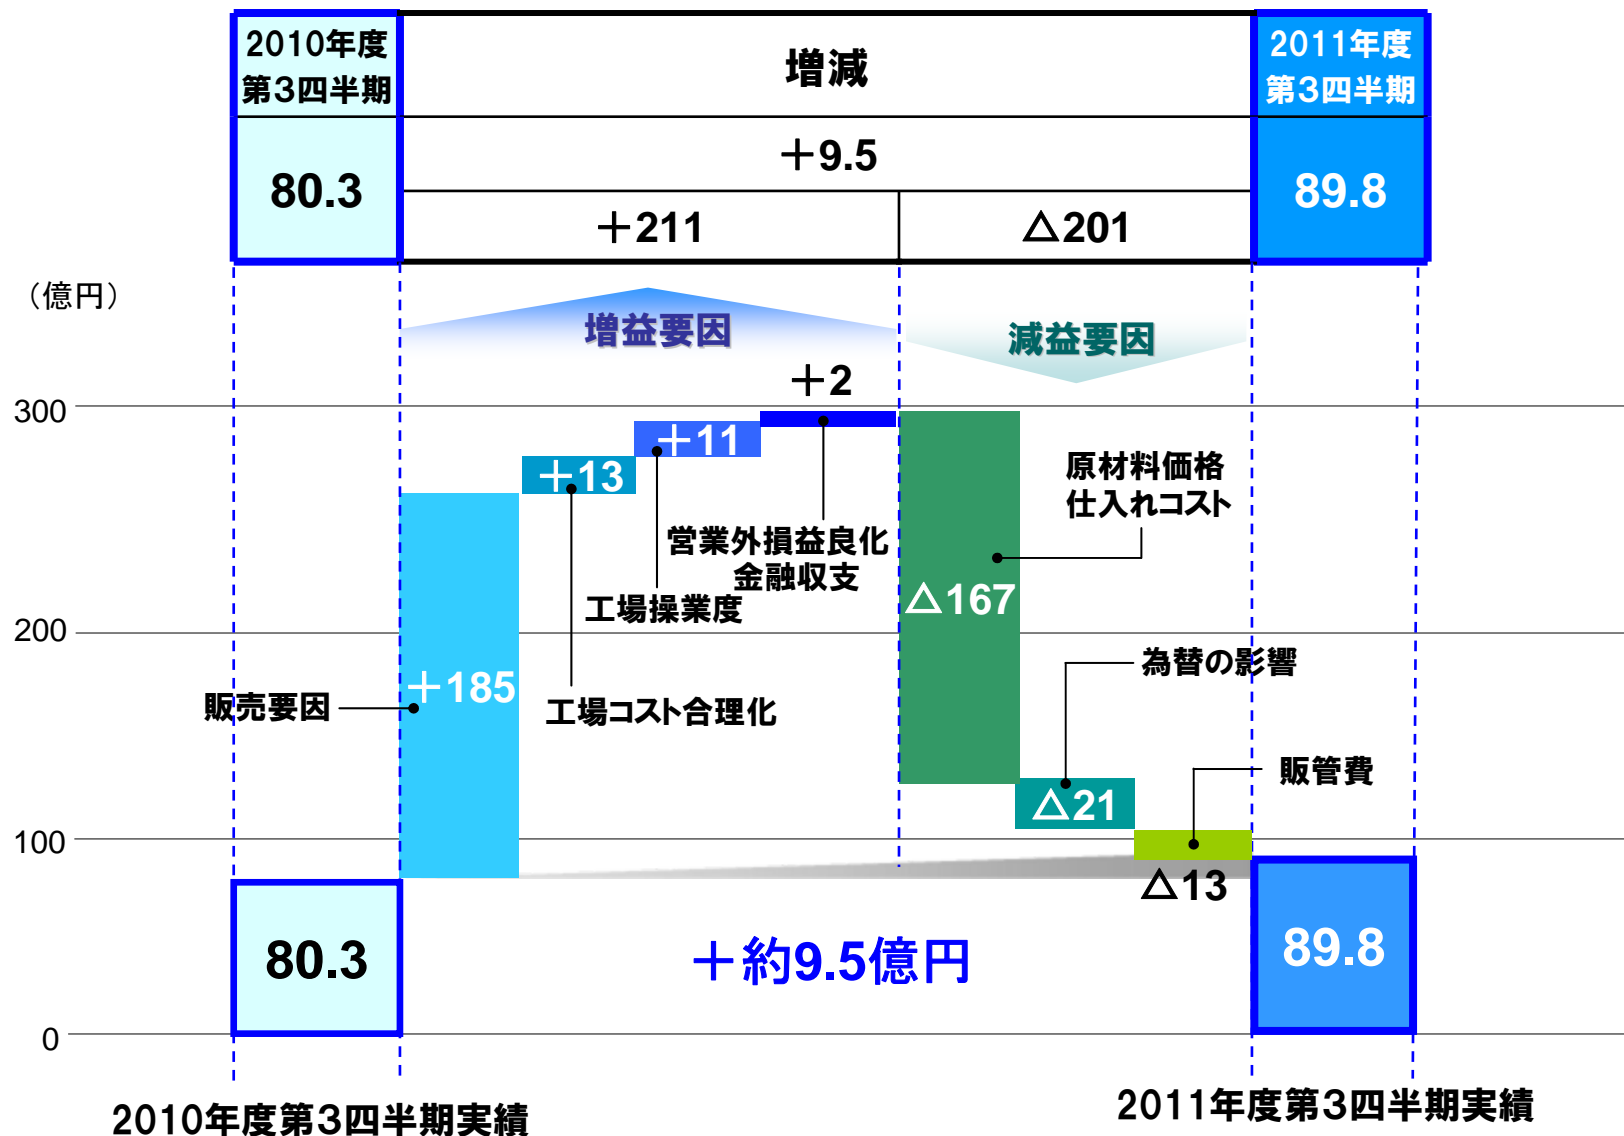 2010年度
第3四半期
増減
2011年度
第3四半期
+9.5
80.3
89.8
+211
△201
（億円）
増益要因
減益要因
+2
300
+11
+13
原材料価格
仕入れコスト
営業外損益良化
金融収支
△167
工場操業度
200
為替の影響
+185
販売要因
工場コスト合理化
販管費
△21
100
△13
80.3
+約9.5億円
89.8
0
2010年度第3四半期実績
2011年度第3四半期実績